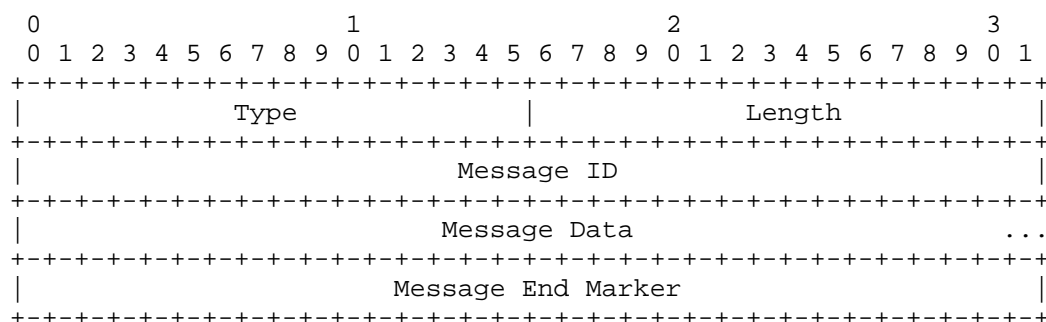 0                   1                   2                   3
 0 1 2 3 4 5 6 7 8 9 0 1 2 3 4 5 6 7 8 9 0 1 2 3 4 5 6 7 8 9 0 1
+-+-+-+-+-+-+-+-+-+-+-+-+-+-+-+-+-+-+-+-+-+-+-+-+-+-+-+-+-+-+-+-+
|             Type              |             Length            |
+-+-+-+-+-+-+-+-+-+-+-+-+-+-+-+-+-+-+-+-+-+-+-+-+-+-+-+-+-+-+-+-+
|                           Message ID                          |
+-+-+-+-+-+-+-+-+-+-+-+-+-+-+-+-+-+-+-+-+-+-+-+-+-+-+-+-+-+-+-+-+
|                          Message Data                       ...
+-+-+-+-+-+-+-+-+-+-+-+-+-+-+-+-+-+-+-+-+-+-+-+-+-+-+-+-+-+-+-+-+
|                       Message End Marker                      |
+-+-+-+-+-+-+-+-+-+-+-+-+-+-+-+-+-+-+-+-+-+-+-+-+-+-+-+-+-+-+-+-+